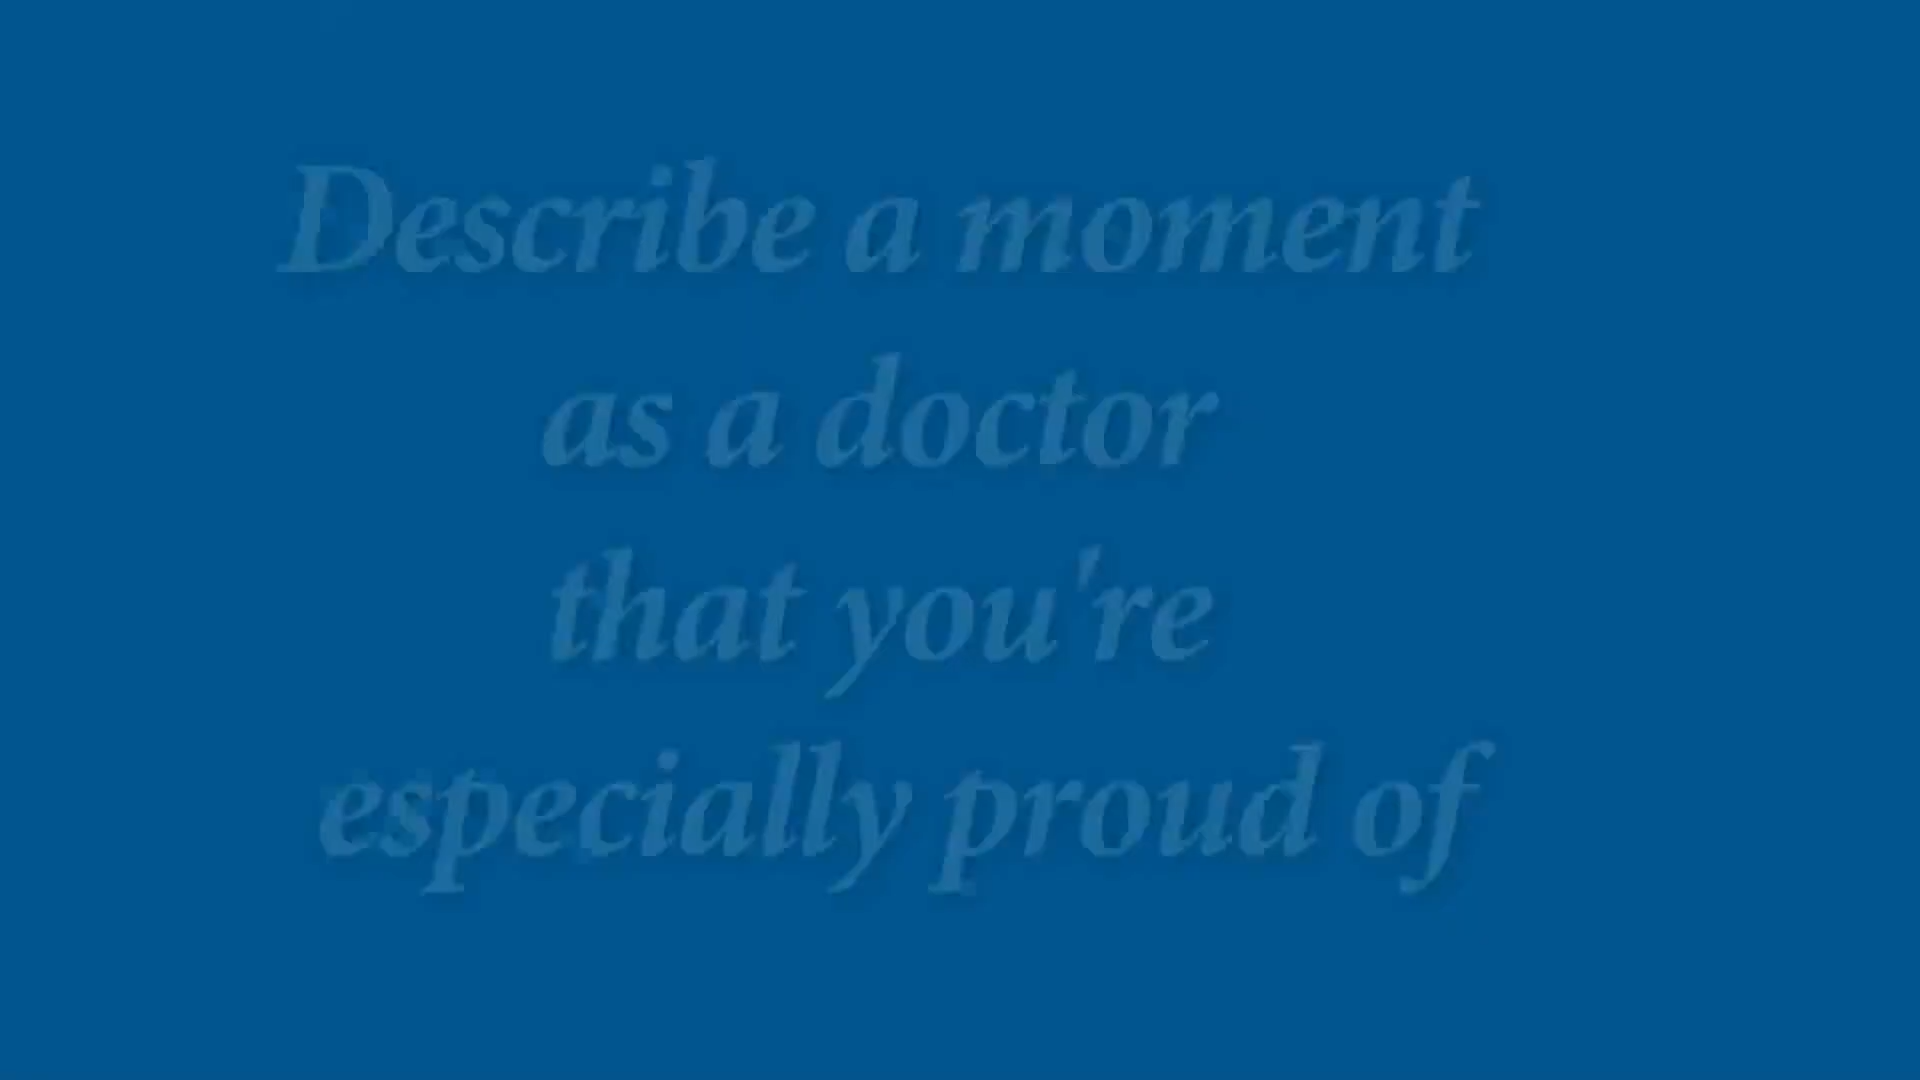 Describe a moment
as a doctor
that you're
especially proud of